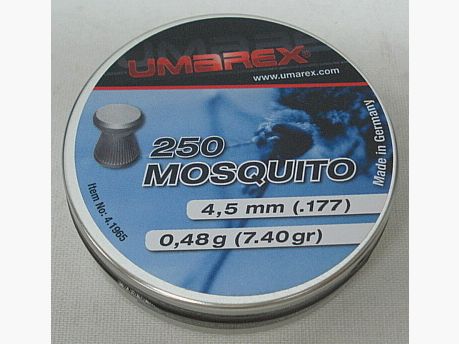 UMAREX®
www.umarex.com
250
MOSQUITO
4,5 mm (.177)
0,48 g (7.40 gr)
Item No: 4.1965
Made in Germany